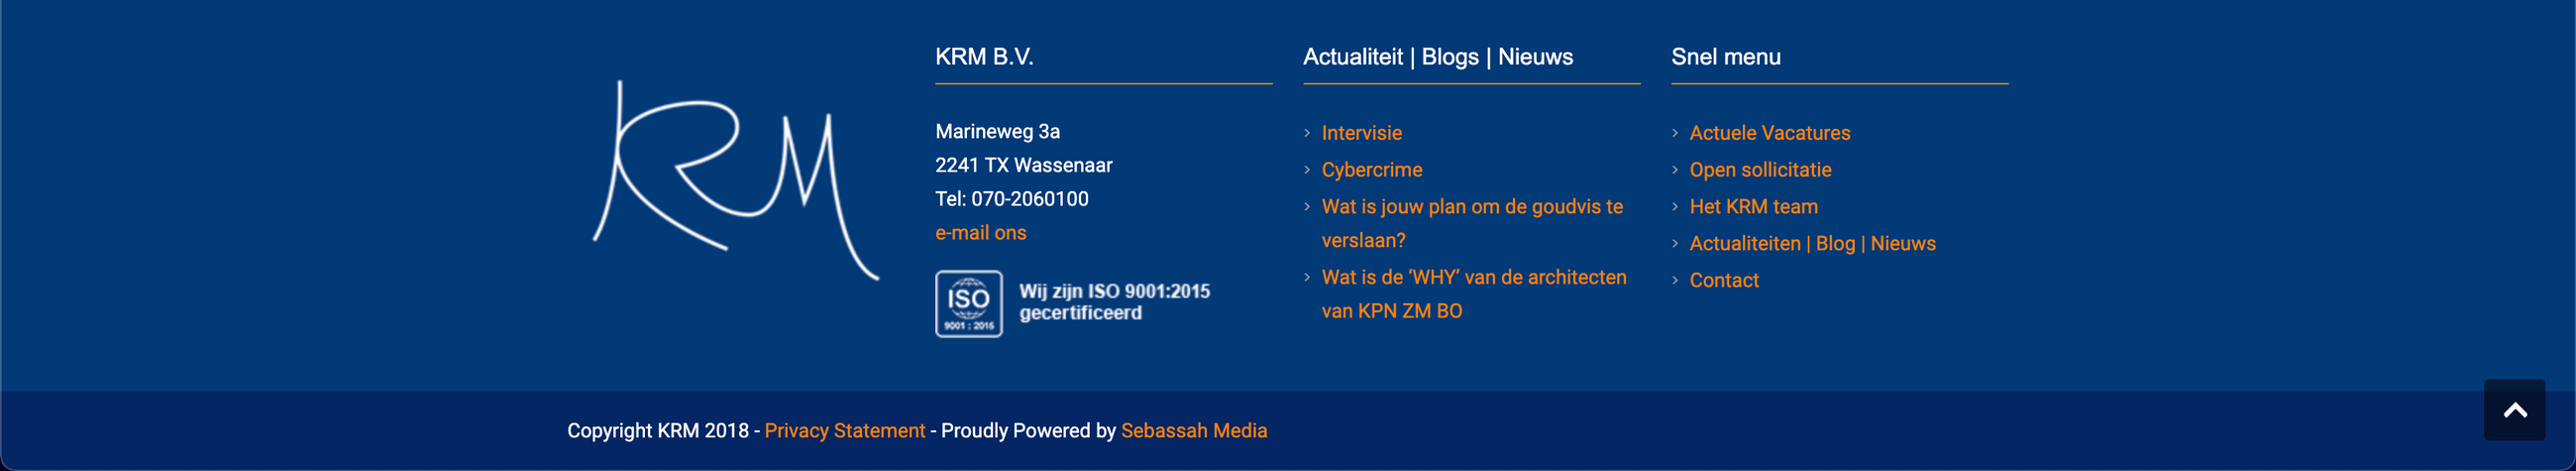 KRM
KRM B.V.
Marineweg 3a
2241 TX Wassenaar
Tel: 070-2060100
e-mail ons
ISO
9001 : 2015
Wij zijn ISO 9001:2015
gecertificeerd
Actualiteit | Blogs | Nieuws
Intervisie
Cybercrime
Wat is jouw plan om de goudvis te
verslaan?
Wat is de ‘WHY’ van de architecten
van KPN ZM BO
Snel menu
Actuele Vacatures
Open sollicitatie
Het KRM team
Actualiteiten | Blog | Nieuws
Contact
Copyright KRM 2018 - Privacy Statement - Proudly Powered by Sebassah Media